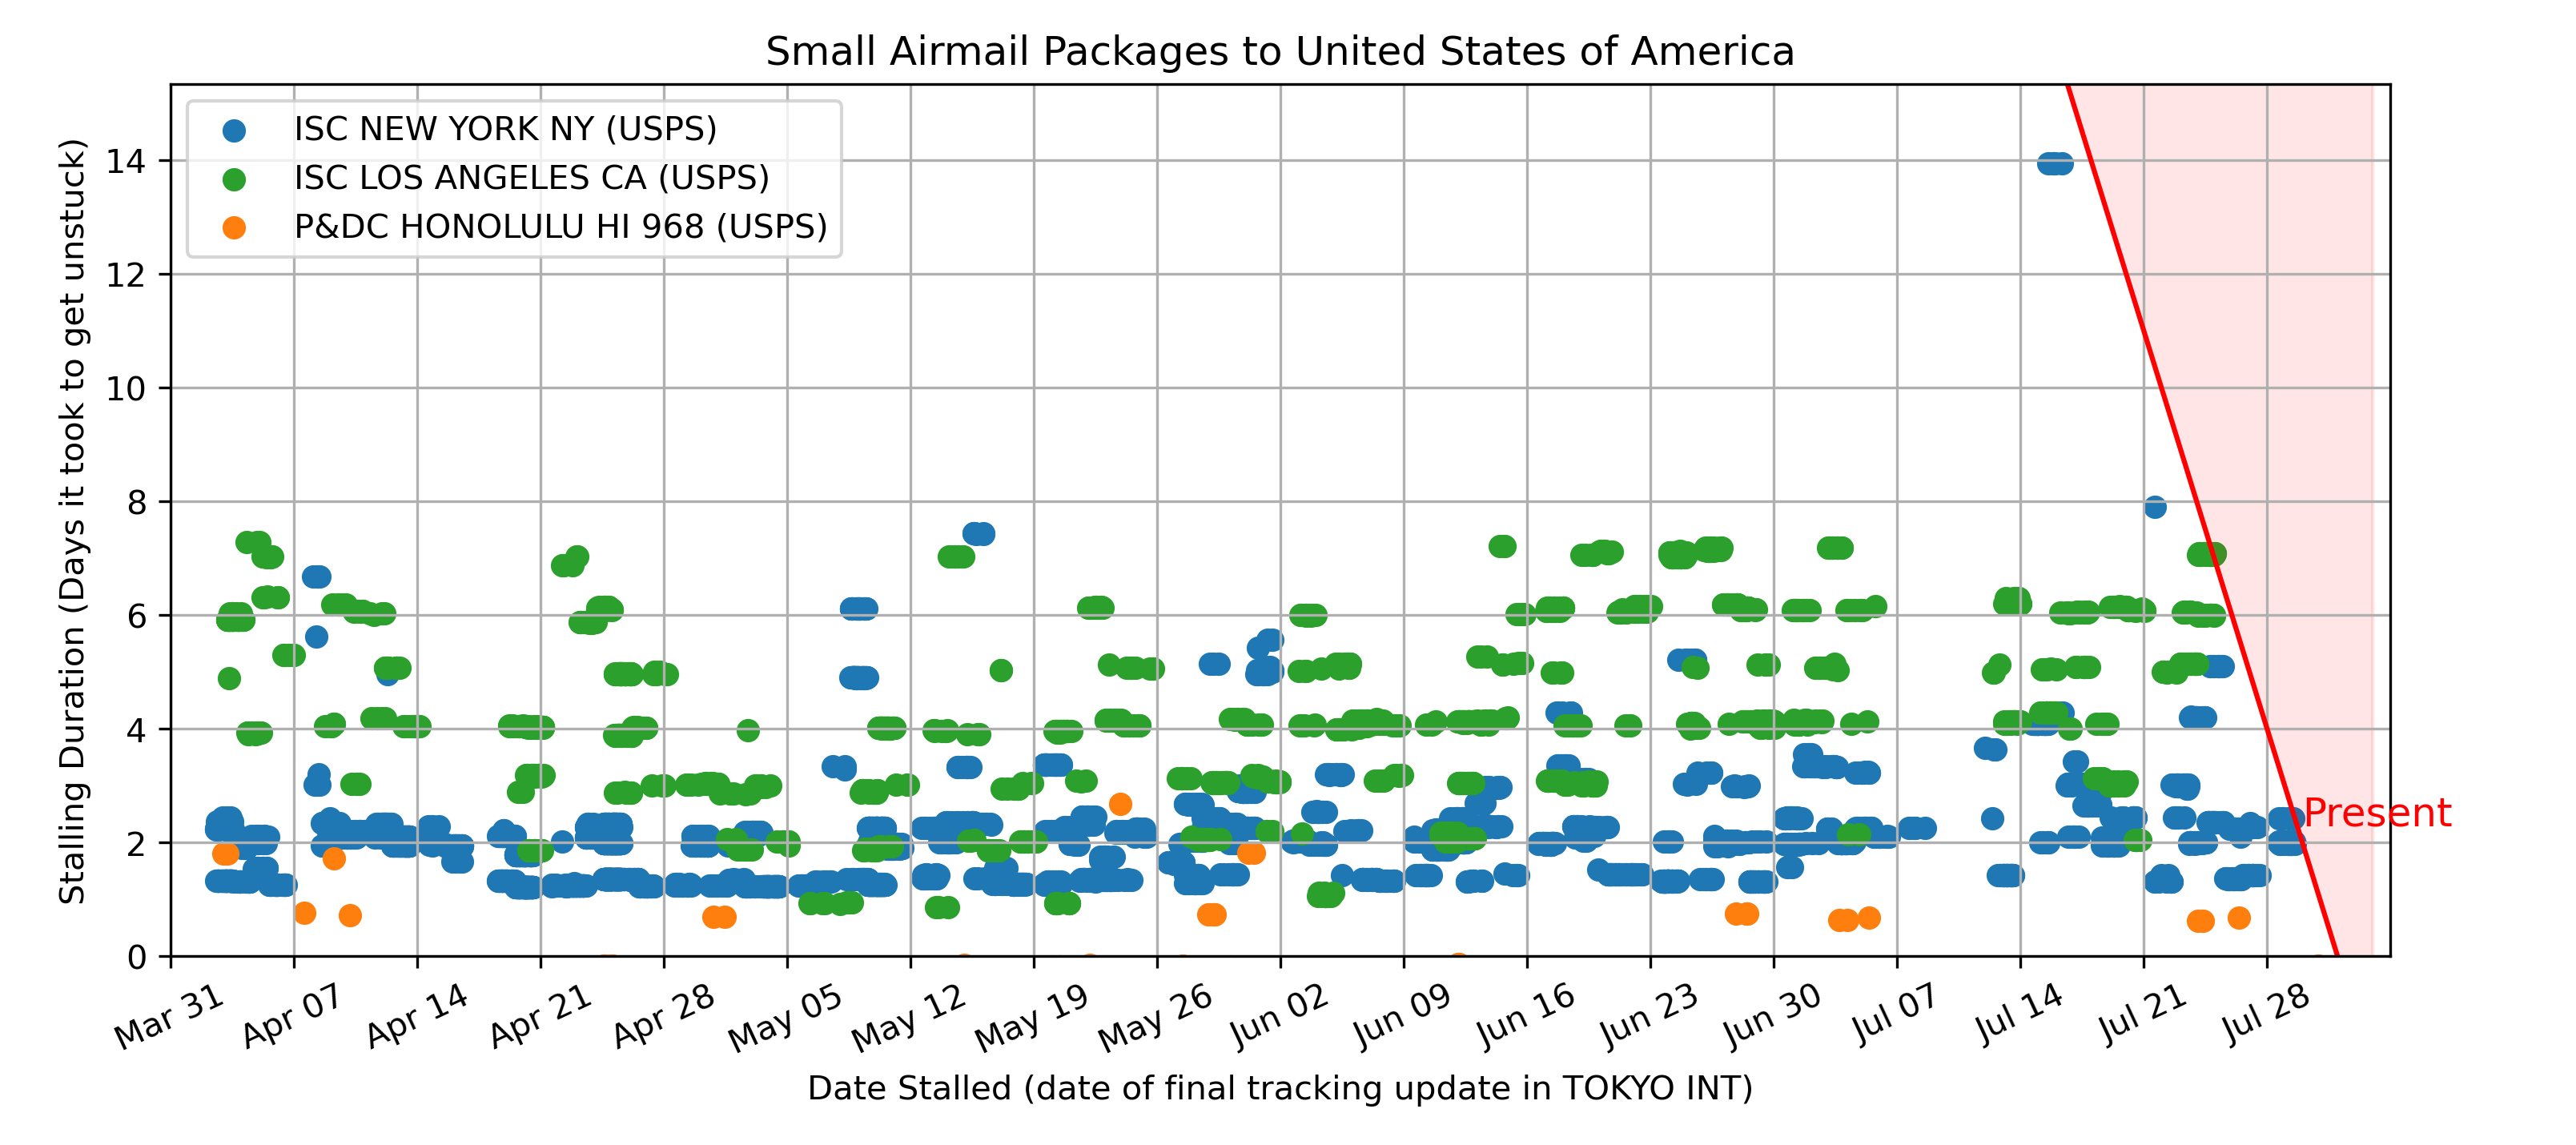 Small Airmail Packages to United States of America
ISC NEW YORK NY (USPS)
ISC LOS ANGELES CA (USPS)
P&DC HONOLULU HI 968 (USPS)
Stalling Duration (Days it took to get unstuck)
14
12
10
8
6
4
2
0
Present
Mar 31
Apr 07
Apr 14
Apr 21
Apr 28
May 05
May 12
May 19
May 26
Jun 02
Jun 09
Jun 16
Jun 23
Jun 30
Jul 07
Jul 14
Jul 21
Jul 28
Date Stalled (date of final tracking update in TOKYO INT)